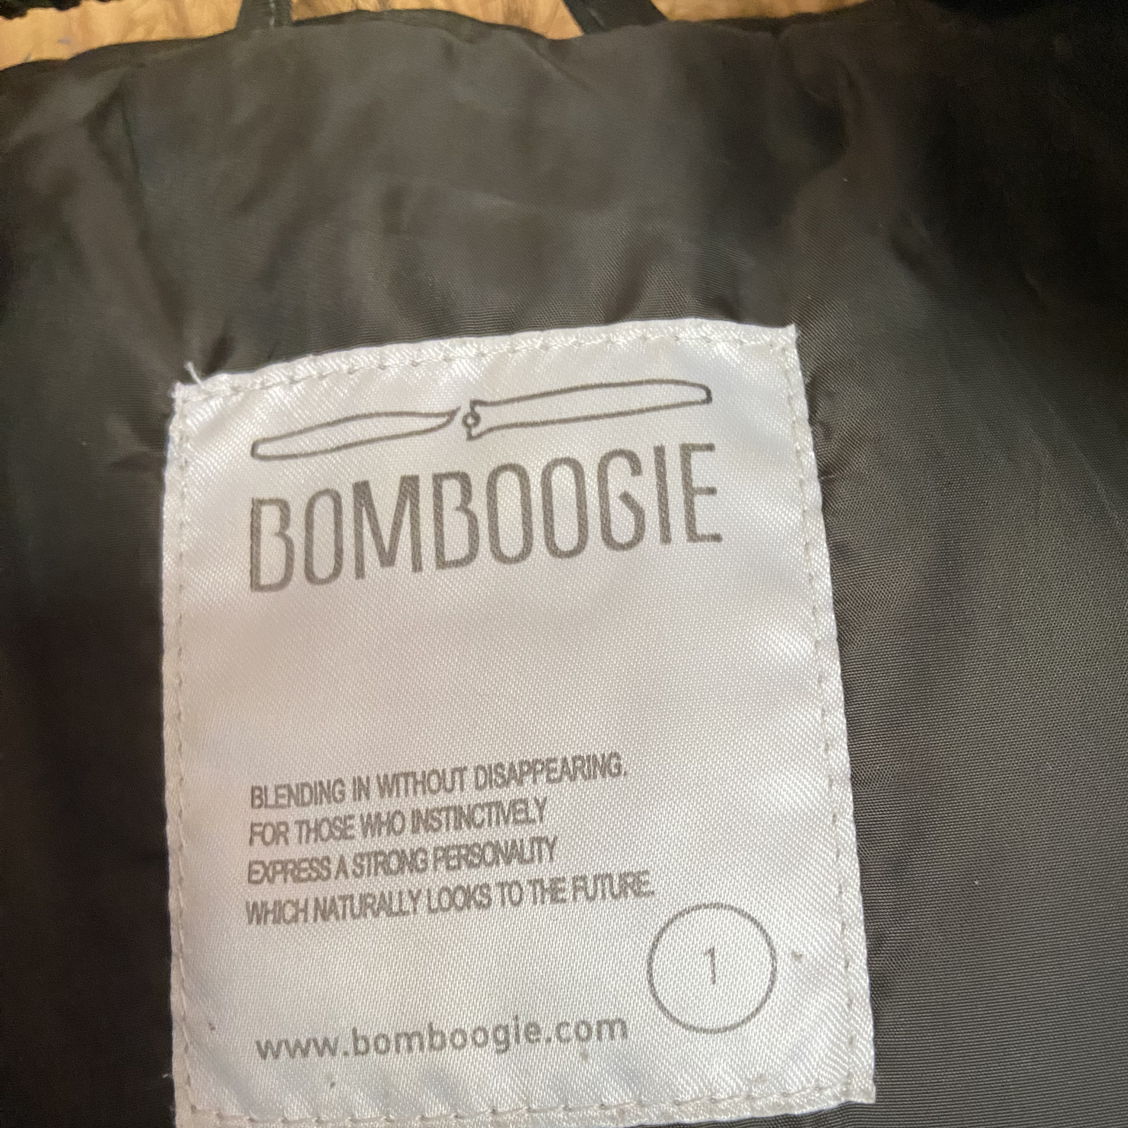 BOMBOOGIE
BLENDING IN WITHOUT DISAPPEARING.
FOR THOSE WHO INSTINCTIVELY
EXPRESS A STRONG PERSONALITY
WHICH NATURALLY LOOKS TO THE FUTURE.
1
www.bomboogie.com